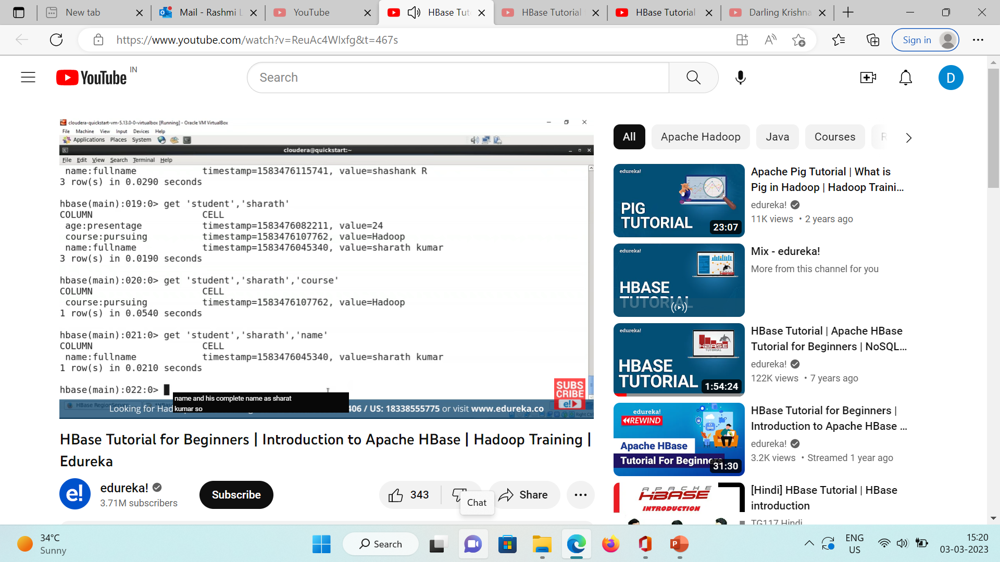 New tab
Mail - Rashmi L
YouTube
HBase Tut
HBase Tutorial
HBase Tutorial
Darling Krishna
https://www.youtube.com/watch?v=ReuAc4WIxfg&t=467s
Sign in
YouTube IN
Search
D
cloudera-quickstart-vm-5.13.0-0-virtualbox [Running] - Oracle VM VirtualBox
File Machine View Input Devices Help
Applications Places System
cloudera@quickstart:~
File Edit View Search Terminal Help
name:fullname timestamp=1583476115741, value=shashank R
3 row(s) in 0.0290 seconds
hbase(main):019:0> get 'student','sharath'
COLUMN CELL
age:presentage timestamp=1583476082211, value=24
course:pursuing timestamp=1583476107762, value=Hadoop
name:fullname timestamp=1583476045340, value=sharath kumar
3 row(s) in 0.0190 seconds
hbase(main):020:0> get 'student','sharath','course'
COLUMN CELL
course:pursuing timestamp=1583476107762, value=Hadoop
1 row(s) in 0.0540 seconds
hbase(main):021:0> get 'student','sharath','name'
COLUMN CELL
name:fullname timestamp=1583476045340, value=sharath kumar
1 row(s) in 0.0210 seconds
hbase(main):022:0>
name and his complete name as sharat
kumar so
SUBS
CRIBE
e!
Looking for Had 406 / US: 18338555775 or visit www.edureka.co
HBase Tutorial for Beginners | Introduction to Apache HBase | Hadoop Training |
Edureka
e!
edureka!
3.71M subscribers
Subscribe
343
Share
Chat
All
Apache Hadoop
Java
Courses
R
edureka!
PIG
TUTORIAL
23:07
Apache Pig Tutorial | What is
Pig in Hadoop | Hadoop Traini...
edureka!
11K views • 2 years ago
edureka!
HBASE
TUTORIAL
Mix - edureka!
More from this channel for you
edureka!
HBASE
TUTORIAL
HBASE
TUTORIAL
1:54:24
HBase Tutorial | Apache HBase
Tutorial for Beginners | NoSQL...
edureka!
122K views • 7 years ago
edureka!
REWIND
Apache HBase
Tutorial For Beginners
31:30
HBase Tutorial for Beginners |
Introduction to Apache HBase ...
edureka!
3.2K views • Streamed 1 year ago
APACHE
HBASE
INTRODUCTION
[Hindi] HBase Tutorial | HBase
introduction
TG117 Hindi
34°C
Sunny
Search
ENG
US
15:20
03-03-2023